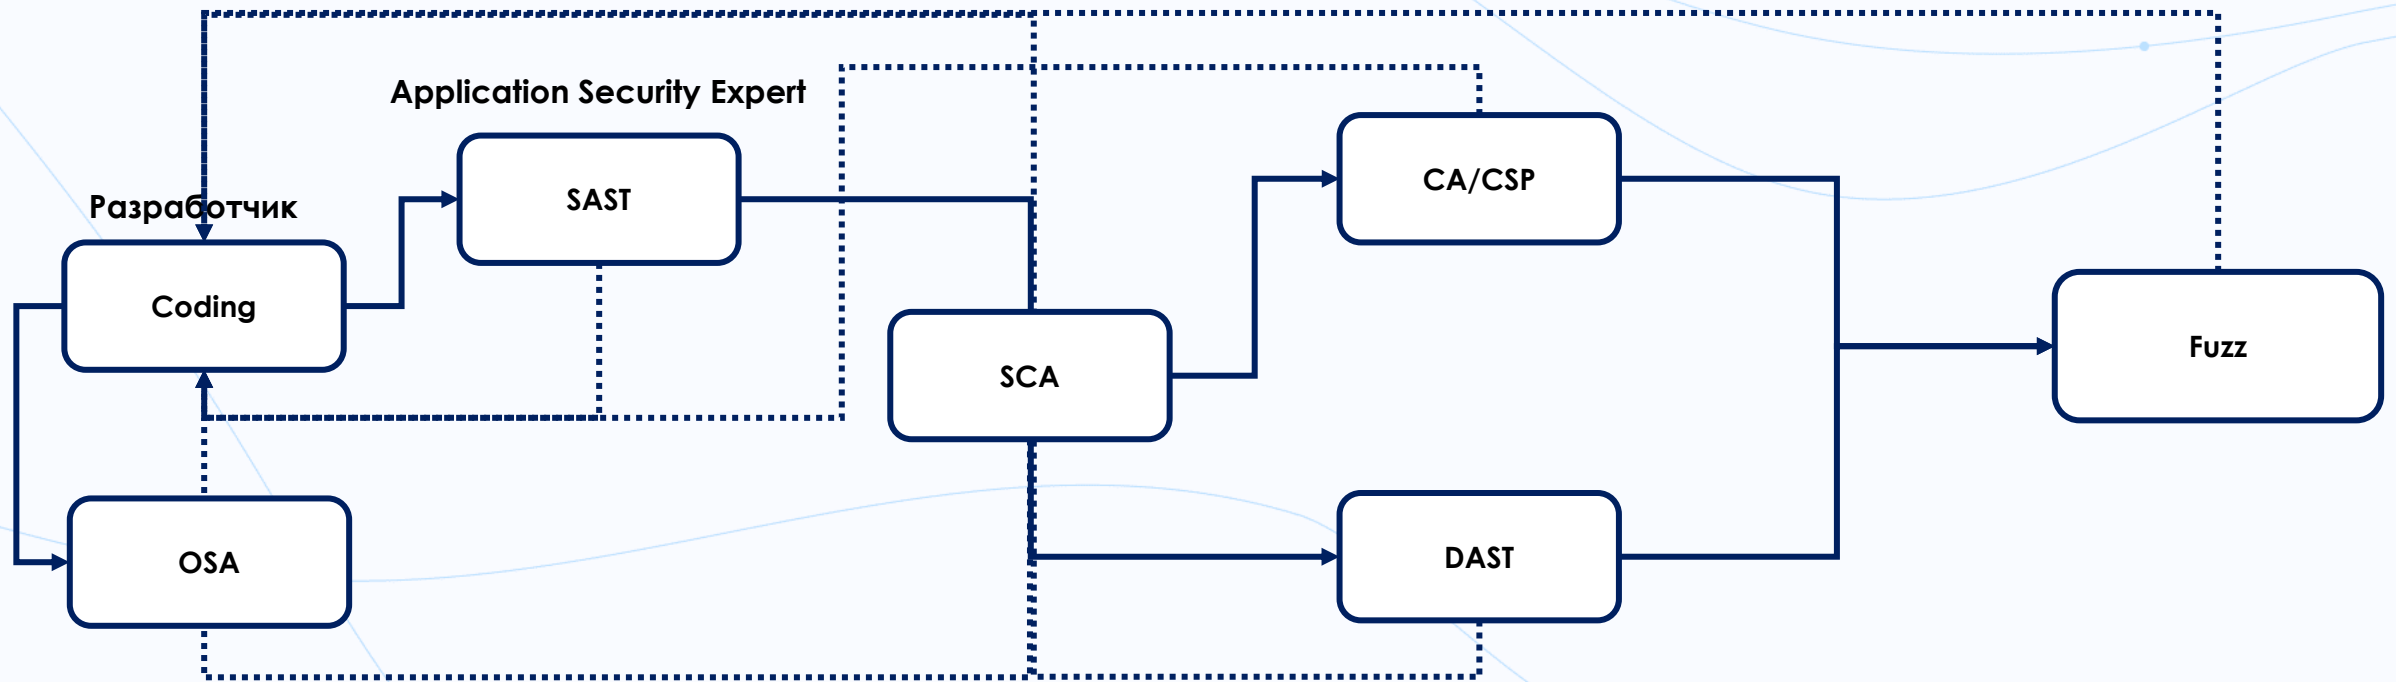 Application Security Expert
Разработчик
SAST
CA/CSP
Coding
SCA
Fuzz
OSA
DAST